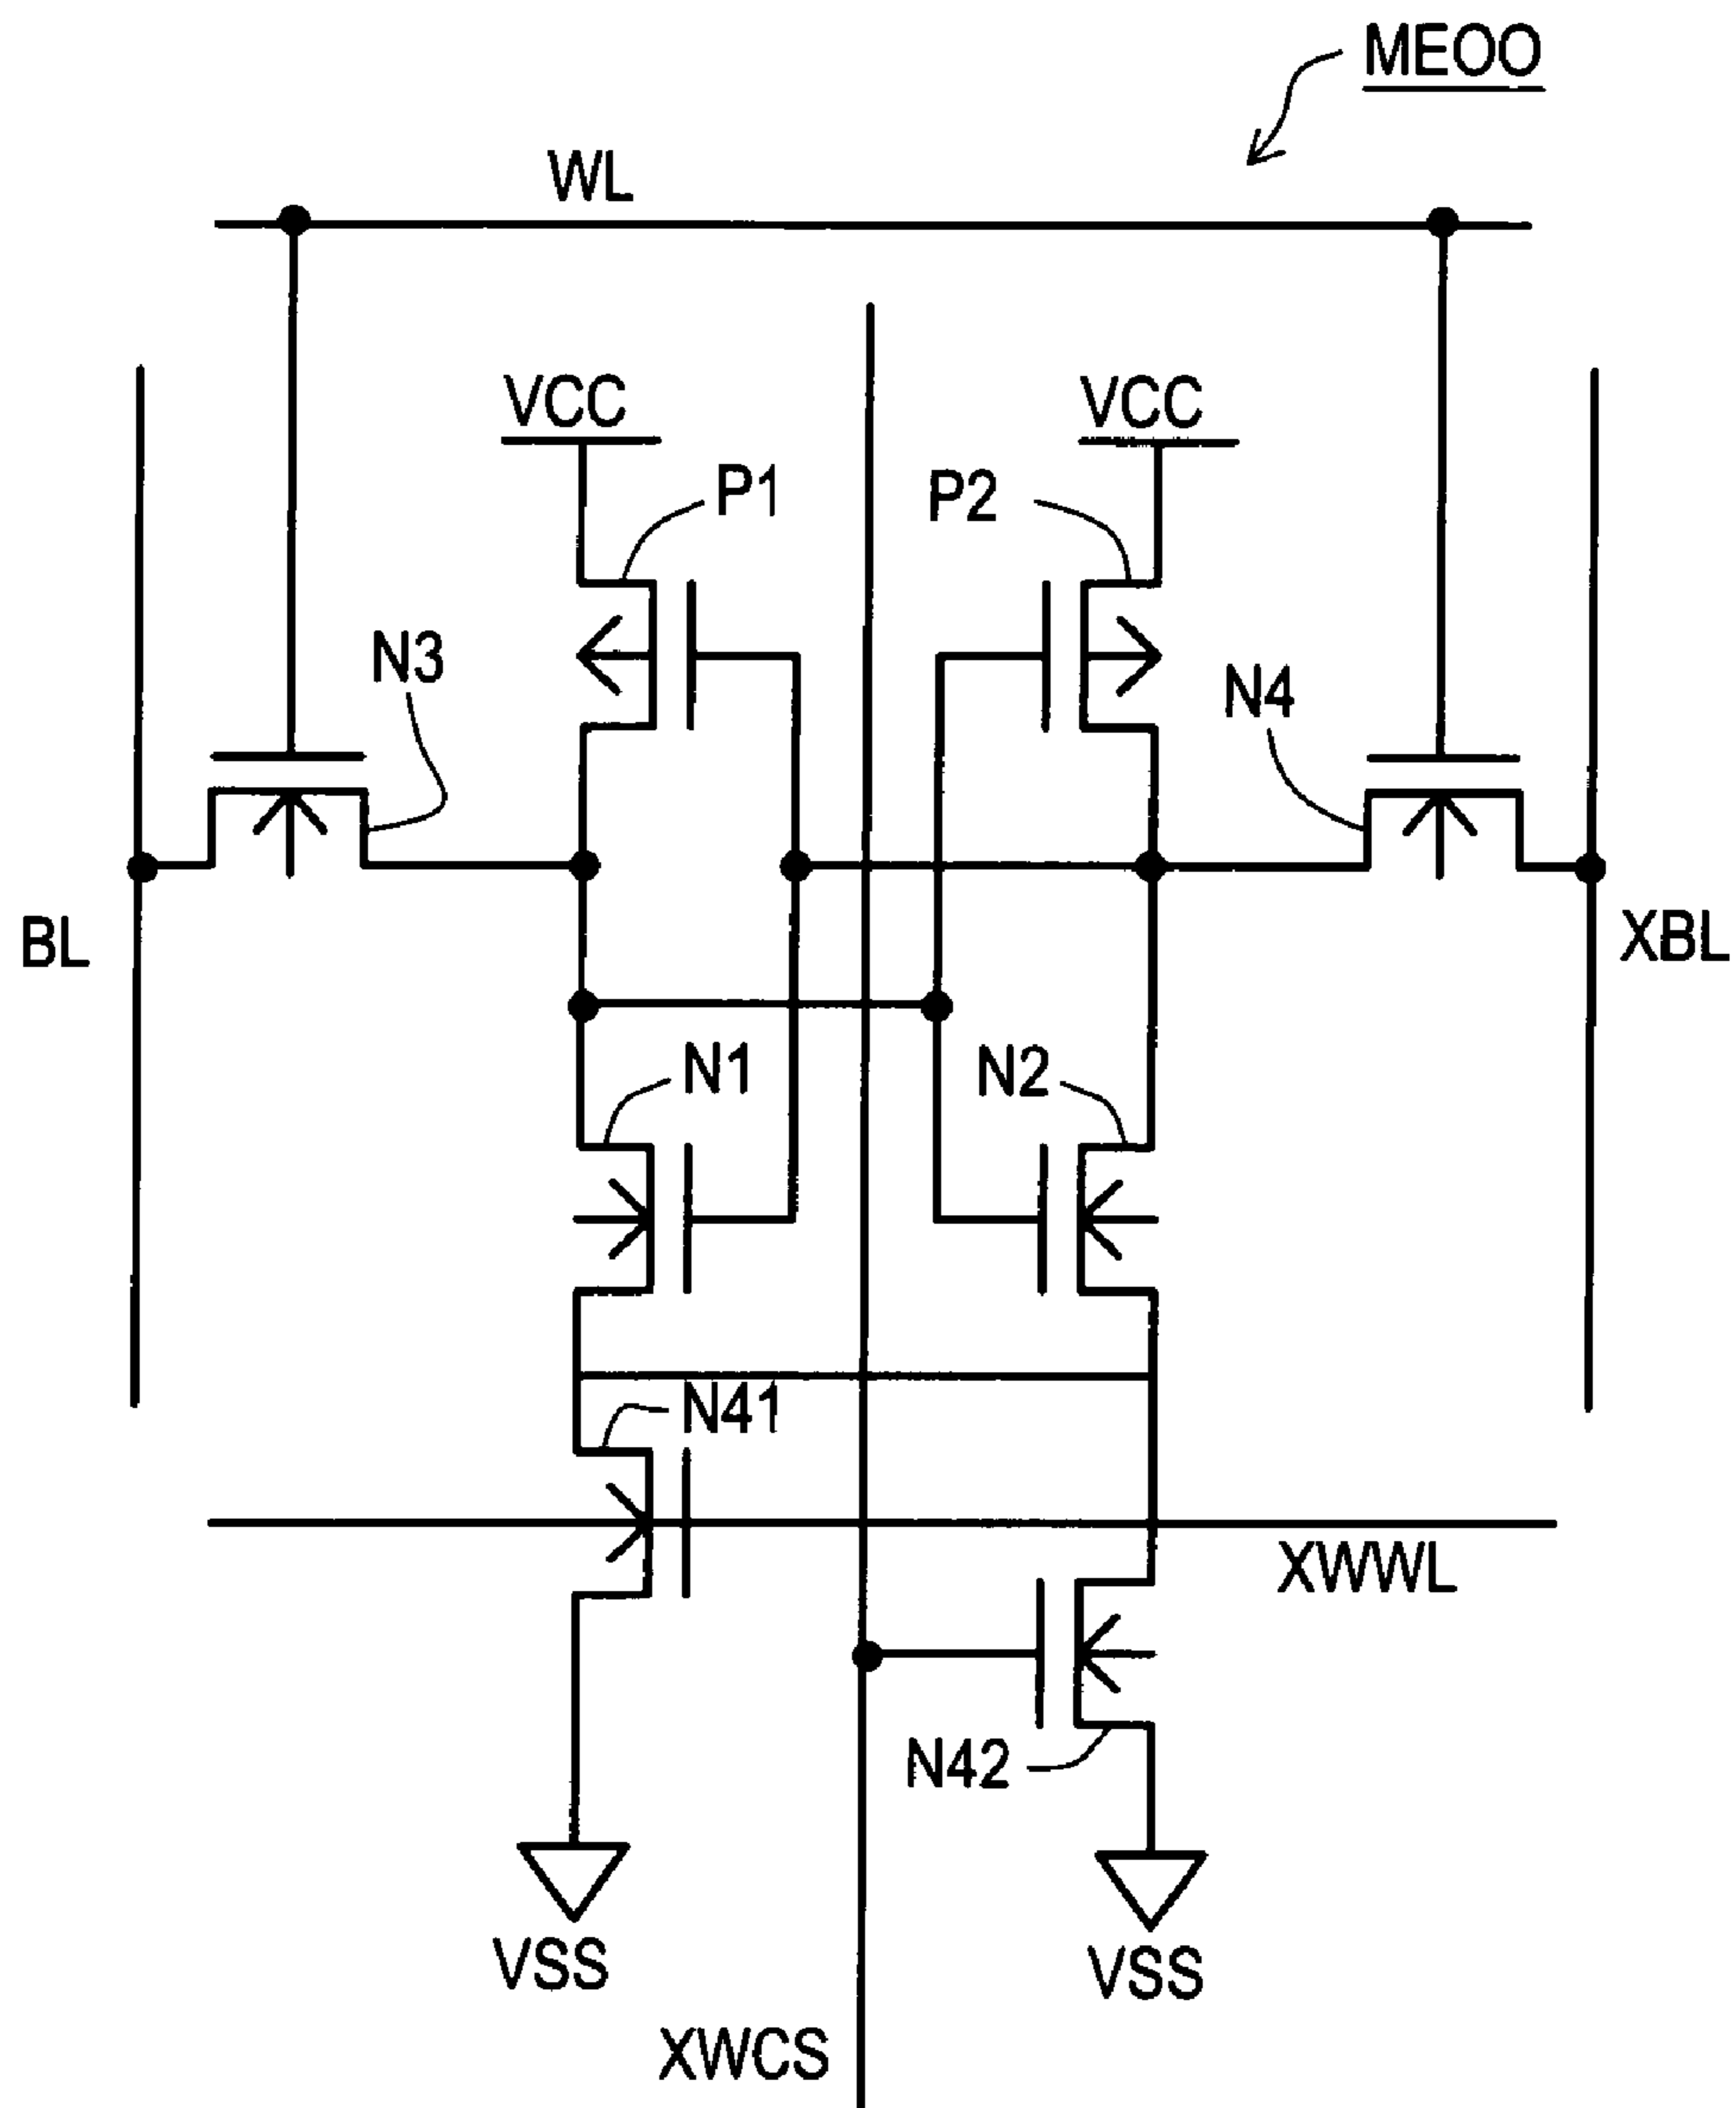 MEOO
WL
VCC
VCC
P1
P2
N3
N4
BL
XBL
N1
N2
N41
XWWL
N42
VSS
VSS
XWCS